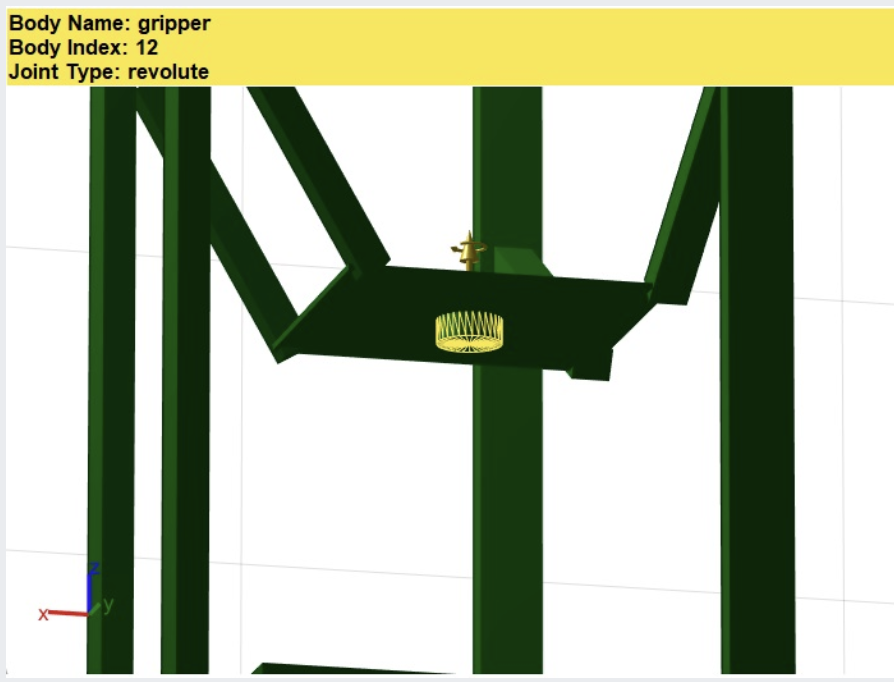 Body Name: gripper
Body Index: 12
Joint Type: revolute
z
x
y